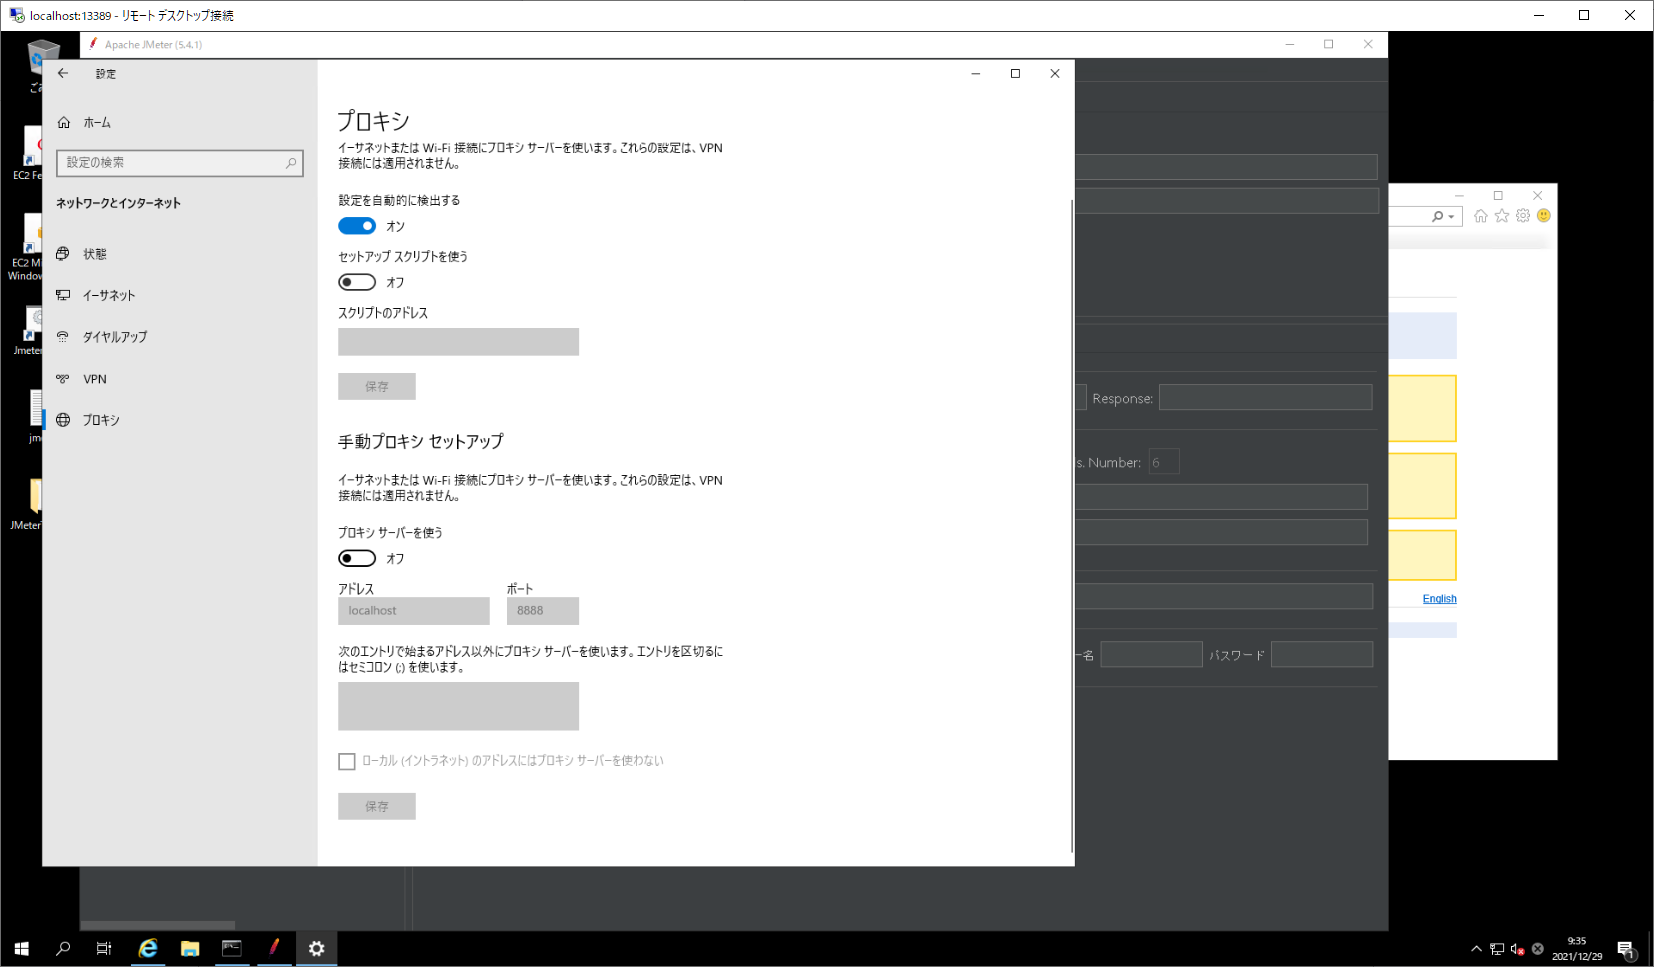 localhost:13389 - リモート デスクトップ接続
Apache JMeter (5.4.1)
設定
ホーム
設定の検索
ネットワークとインターネット
状態
イーサネット
ダイヤルアップ
VPN
プロキシ
プロキシ
イーサネットまたは Wi-Fi 接続にプロキシ サーバーを使います。これらの設定は、VPN
接続には適用されません。
設定を自動的に検出する
オン
セットアップ スクリプトを使う
オフ
スクリプトのアドレス
保存
手動プロキシ セットアップ
イーサネットまたは Wi-Fi 接続にプロキシ サーバーを使います。これらの設定は、VPN
接続には適用されません。
プロキシ サーバーを使う
オフ
アドレス
ポート
localhost
8888
次のエントリで始まるアドレス以外にプロキシ サーバーを使います。エントリを区切るに
はセミコロン (;) を使います。
ローカル (イントラネット) のアドレスにはプロキシ サーバーを使わない
保存
EC2 Fe
EC2 M
Window
Jmeter
JMeter
Response:
s. Number:
6
ー名
パスワード
English
9:35
2021/12/29
1